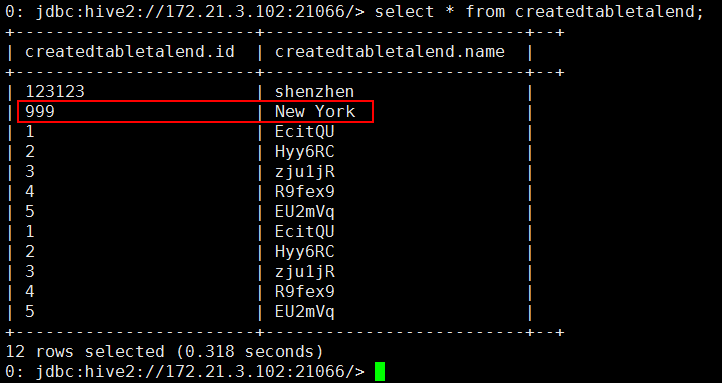 0: jdbc:hive2://172.21.3.102:21066/> select * from createdtabletalend;
+-------------------------+--------------------------+--+
| createdtabletalend.id  | createdtabletalend.name  |
+-------------------------+--------------------------+--+
| 123123                 | shenzhen                 |
| 999                    | New York                 |
| 1                      | EcitQU                   |
| 2                      | Hyy6RC                   |
| 3                      | zju1jR                   |
| 4                      | R9fex9                   |
| 5                      | EU2mVq                   |
| 1                      | EcitQU                   |
| 2                      | Hyy6RC                   |
| 3                      | zju1jR                   |
| 4                      | R9fex9                   |
| 5                      | EU2mVq                   |
+-------------------------+--------------------------+--+
12 rows selected (0.318 seconds)
0: jdbc:hive2://172.21.3.102:21066/>